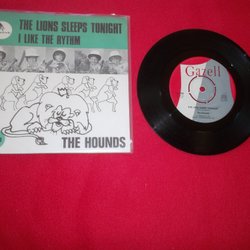 THE LIONS SLEEPS TONIGHT
I LIKE THE RYTHM
THE HOUNDS
Gazell